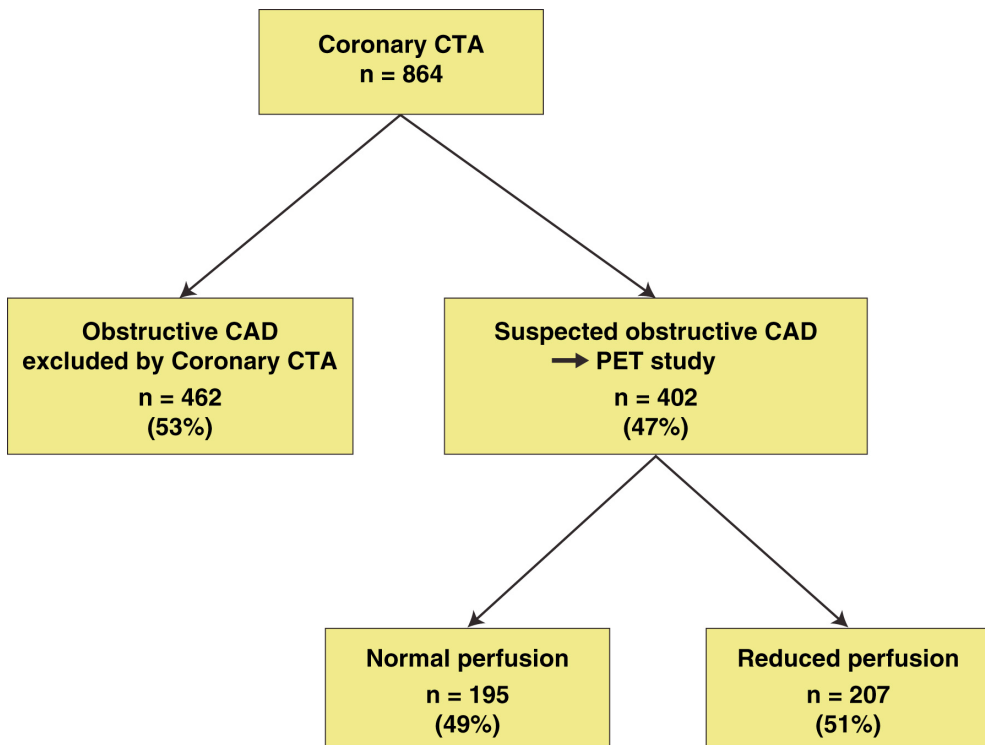 Coronary CTA
n = 864
Obstructive CAD
excluded by Coronary CTA
n = 462
(53%)
Suspected obstructive CAD
→ PET study
n = 402
(47%)
Normal perfusion
n = 195
(49%)
Reduced perfusion
n = 207
(51%)